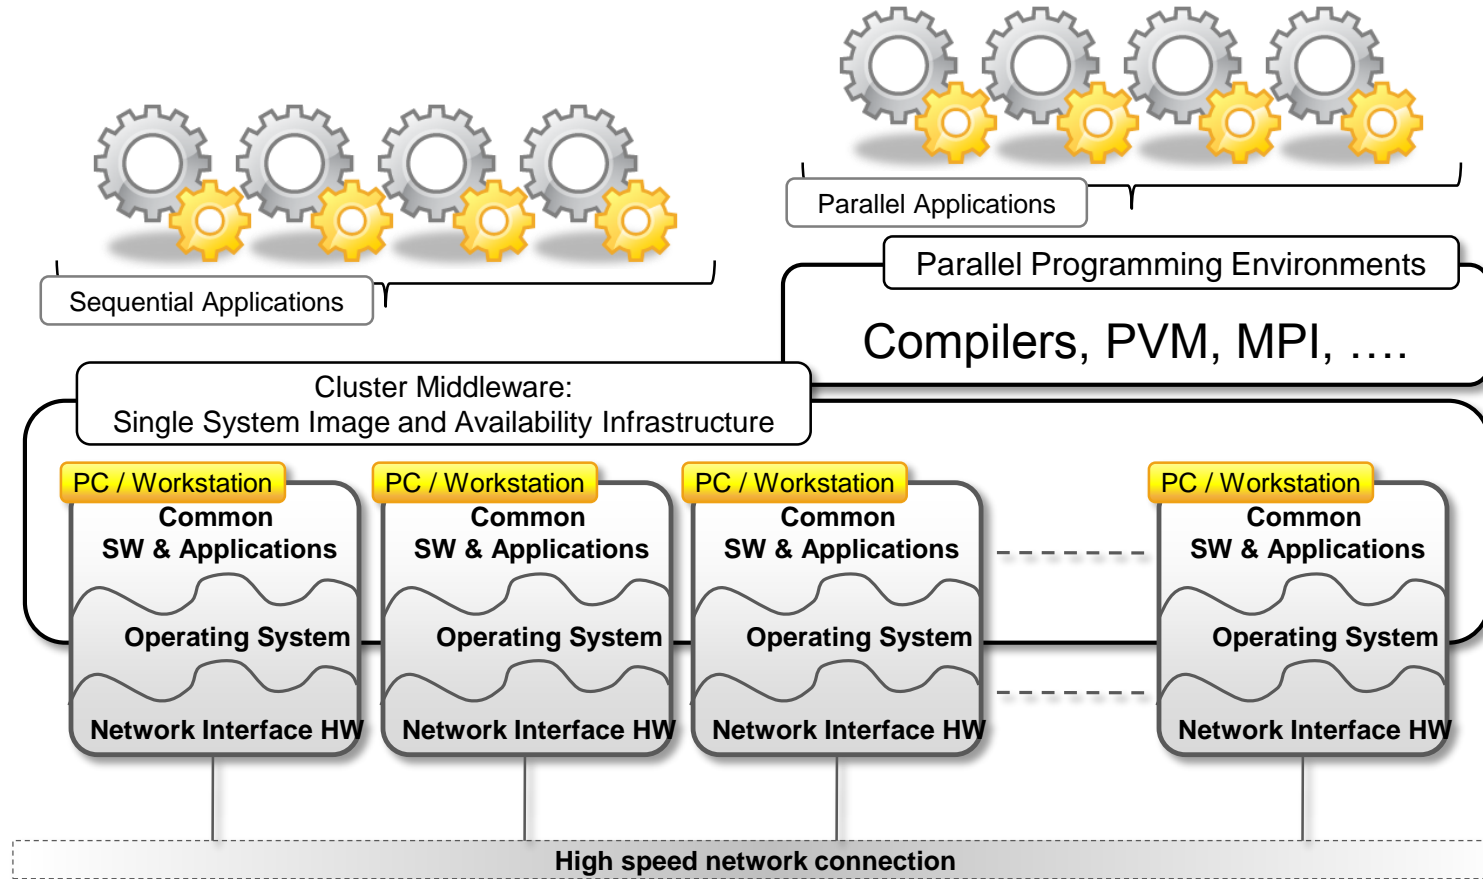 Parallel Applications
Parallel Programming Environments
Sequential Applications
Compilers, PVM, MPI, ....
Cluster Middleware:
Single System Image and Availability Infrastructure
PC / Workstation
Common
SW & Applications
Operating System
Network Interface HW
PC / Workstation
Common
SW & Applications
Operating System
Network Interface HW
PC / Workstation
Common
SW & Applications
Operating System
Network Interface HW
PC / Workstation
Common
SW & Applications
Operating System
Network Interface HW
High speed network connection